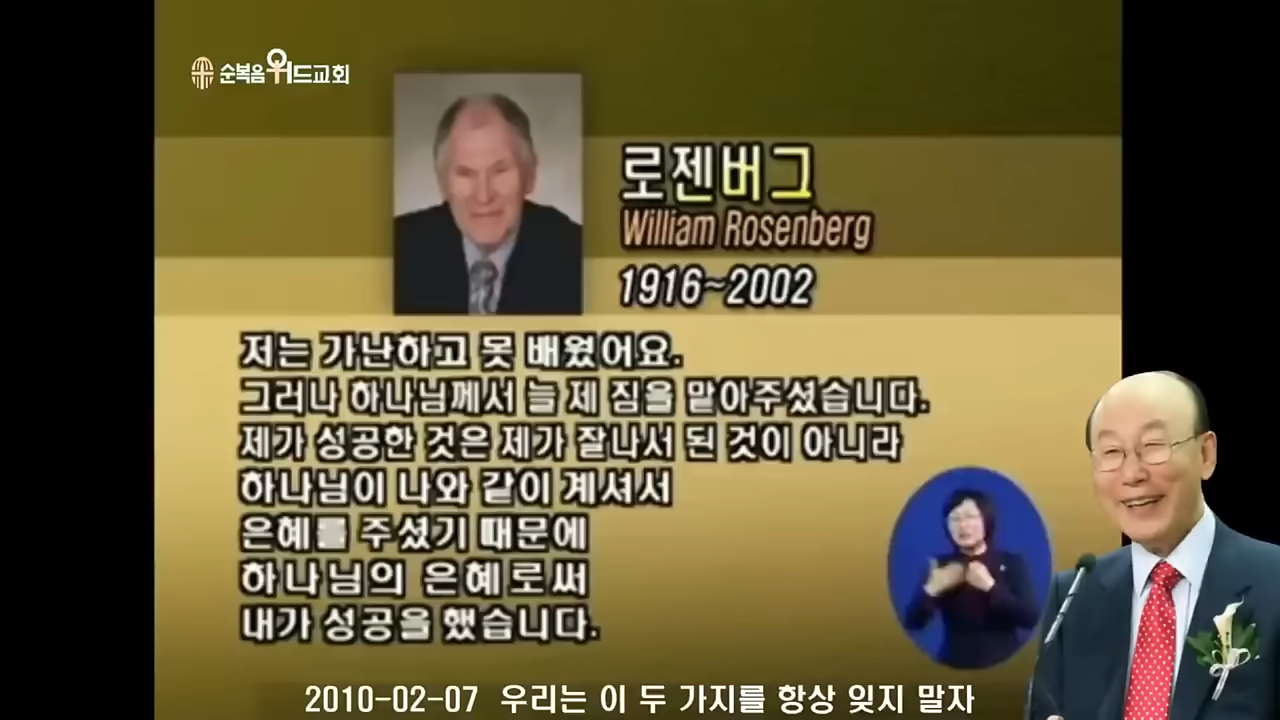 순복음워드교회
로젠버그
William Rosenberg
1916~2002
저는 가난하고 못 배웠어요.
그러나 하나님께서 늘 제 짐을 맡아주셨습니다.
제가 성공한 것은 제가 잘나서 된 것이 아니라
하나님이 나와 같이 계셔서
은혜를 주셨기 때문에
하나님의 은혜로써
내가 성공을 했습니다.
2010-02-07 우리는 이 두 가지를 항상 잊지 말자